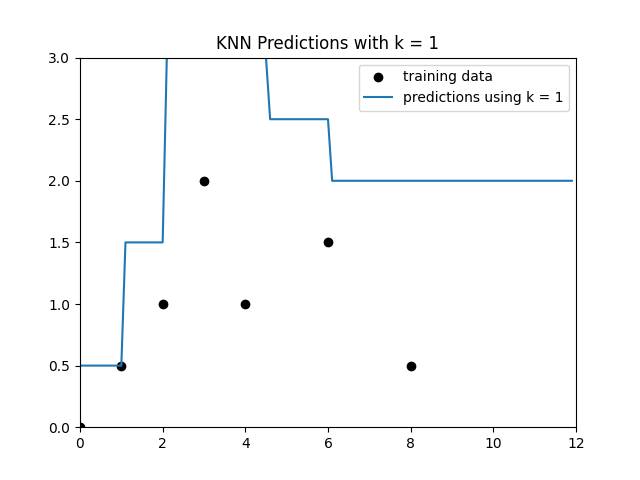 KNN Predictions with k = 1
training data
predictions using k = 1
3.0
2.5
2.0
1.5
1.0
0.5
0.0
0 2 4 6 8 10 12